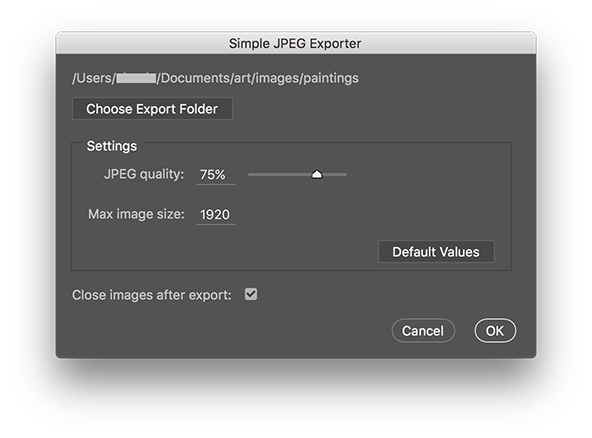 Simple JPEG Exporter
/Users/ /Documents/art/images/paintings
Choose Export Folder
Settings
JPEG quality: 75%
Max image size: 1920
Default Values
Close images after export:
Cancel OK